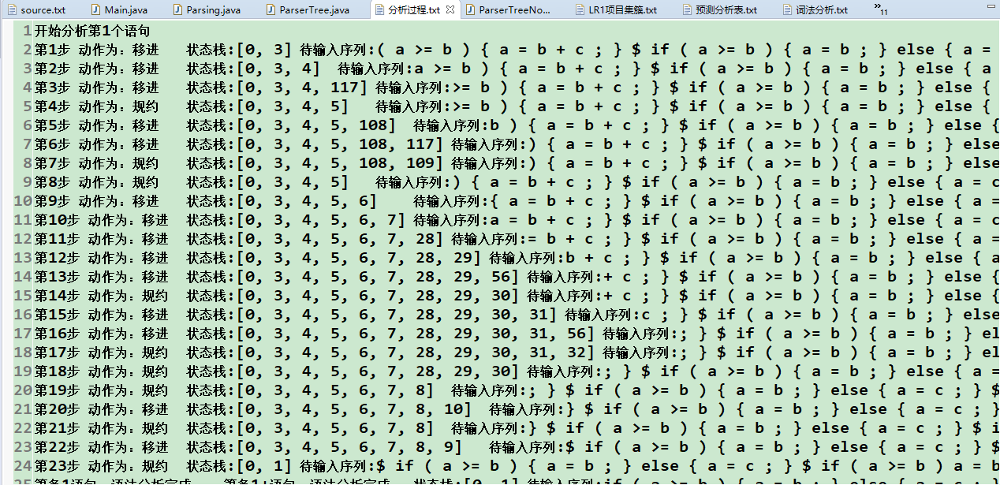 source.txt Main.java Parsing.java ParserTree.java 分析过程.txt ParserTreeNo... LR1项目集簇.txt 预测分析表.txt 词法分析.txt »11
1 开始分析第1个语句
2 第1步 动作为：移进 状态栈:[0, 3] 待输入序列:( a >= b ) { a = b + c ; } $ if ( a >= b ) { a = b ; } else { a =
3 第2步 动作为：移进 状态栈:[0, 3, 4] 待输入序列:a >= b ) { a = b + c ; } $ if ( a >= b ) { a = b ; } else { a
4 第3步 动作为：移进 状态栈:[0, 3, 4, 117] 待输入序列:>= b ) { a = b + c ; } $ if ( a >= b ) { a = b ; } else {
5 第4步 动作为：规约 状态栈:[0, 3, 4, 5] 待输入序列:>= b ) { a = b + c ; } $ if ( a >= b ) { a = b ; } else {
6 第5步 动作为：移进 状态栈:[0, 3, 4, 5, 108] 待输入序列:b ) { a = b + c ; } $ if ( a >= b ) { a = b ; } else {
7 第6步 动作为：移进 状态栈:[0, 3, 4, 5, 108, 117] 待输入序列:) { a = b + c ; } $ if ( a >= b ) { a = b ; } else
8 第7步 动作为：规约 状态栈:[0, 3, 4, 5, 108, 109] 待输入序列:) { a = b + c ; } $ if ( a >= b ) { a = b ; } else
9 第8步 动作为：规约 状态栈:[0, 3, 4, 5] 待输入序列:) { a = b + c ; } $ if ( a >= b ) { a = b ; } else { a = c
10 第9步 动作为：移进 状态栈:[0, 3, 4, 5, 6] 待输入序列:{ a = b + c ; } $ if ( a >= b ) { a = b ; } else { a =
11 第10步 动作为：移进 状态栈:[0, 3, 4, 5, 6, 7] 待输入序列:a = b + c ; } $ if ( a >= b ) { a = b ; } else { a = c
12 第11步 动作为：移进 状态栈:[0, 3, 4, 5, 6, 7, 28] 待输入序列:= b + c ; } $ if ( a >= b ) { a = b ; } else { a =
13 第12步 动作为：移进 状态栈:[0, 3, 4, 5, 6, 7, 28, 29] 待输入序列:b + c ; } $ if ( a >= b ) { a = b ; } else { a
14 第13步 动作为：移进 状态栈:[0, 3, 4, 5, 6, 7, 28, 29, 56] 待输入序列:+ c ; } $ if ( a >= b ) { a = b ; } else {
15 第14步 动作为：规约 状态栈:[0, 3, 4, 5, 6, 7, 28, 29, 30] 待输入序列:+ c ; } $ if ( a >= b ) { a = b ; } else {
16 第15步 动作为：移进 状态栈:[0, 3, 4, 5, 6, 7, 28, 29, 30, 31] 待输入序列:c ; } $ if ( a >= b ) { a = b ; } else
17 第16步 动作为：移进 状态栈:[0, 3, 4, 5, 6, 7, 28, 29, 30, 31, 56] 待输入序列:; } $ if ( a >= b ) { a = b ; } el
18 第17步 动作为：规约 状态栈:[0, 3, 4, 5, 6, 7, 28, 29, 30, 31, 32] 待输入序列:; } $ if ( a >= b ) { a = b ; } el
19 第18步 动作为：规约 状态栈:[0, 3, 4, 5, 6, 7, 28, 29, 30] 待输入序列:; } $ if ( a >= b ) { a = b ; } else { a =
20 第19步 动作为：规约 状态栈:[0, 3, 4, 5, 6, 7, 8] 待输入序列:; } $ if ( a >= b ) { a = b ; } else { a = c ; } $
21 第20步 动作为：移进 状态栈:[0, 3, 4, 5, 6, 7, 8, 10] 待输入序列:} $ if ( a >= b ) { a = b ; } else { a = c ; }
22 第21步 动作为：规约 状态栈:[0, 3, 4, 5, 6, 7, 8] 待输入序列:} $ if ( a >= b ) { a = b ; } else { a = c ; } $ i
23 第22步 动作为：移进 状态栈:[0, 3, 4, 5, 6, 7, 8, 9] 待输入序列:$ if ( a >= b ) { a = b ; } else { a = c ; } $
24 第23步 动作为：规约 状态栈:[0, 1] 待输入序列:$ if ( a >= b ) { a = b ; } else { a = c ; } $ if ( a >= b ) a = b